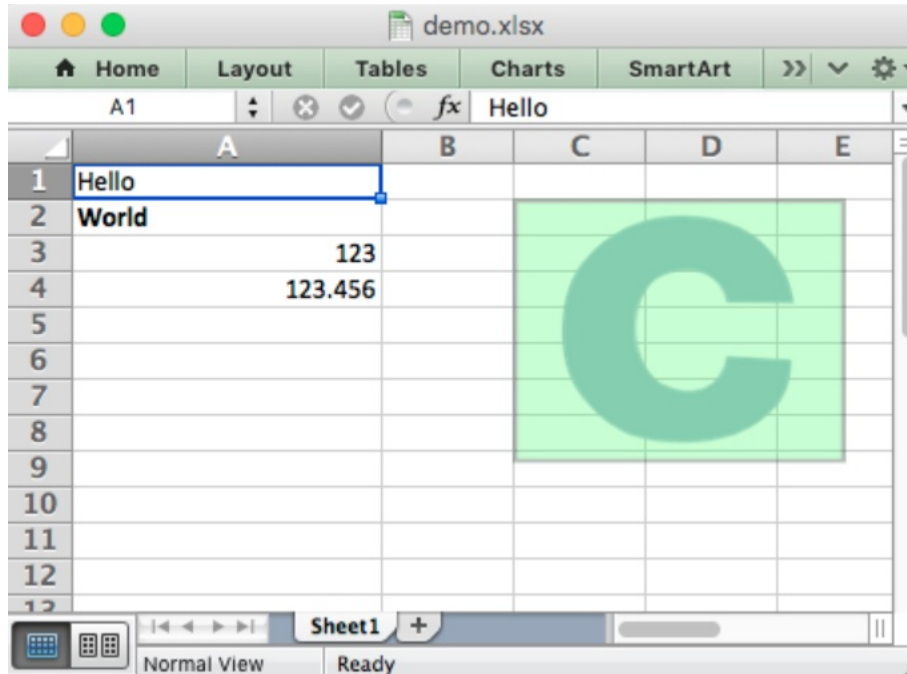 demo.xlsx
Home Layout Tables Charts SmartArt
A1 fx Hello
A B C D E
1 Hello
2 World
3 123
4 123.456
5
6
7
8
9
10
11
12
13
C
Sheet1 +
Normal View Ready